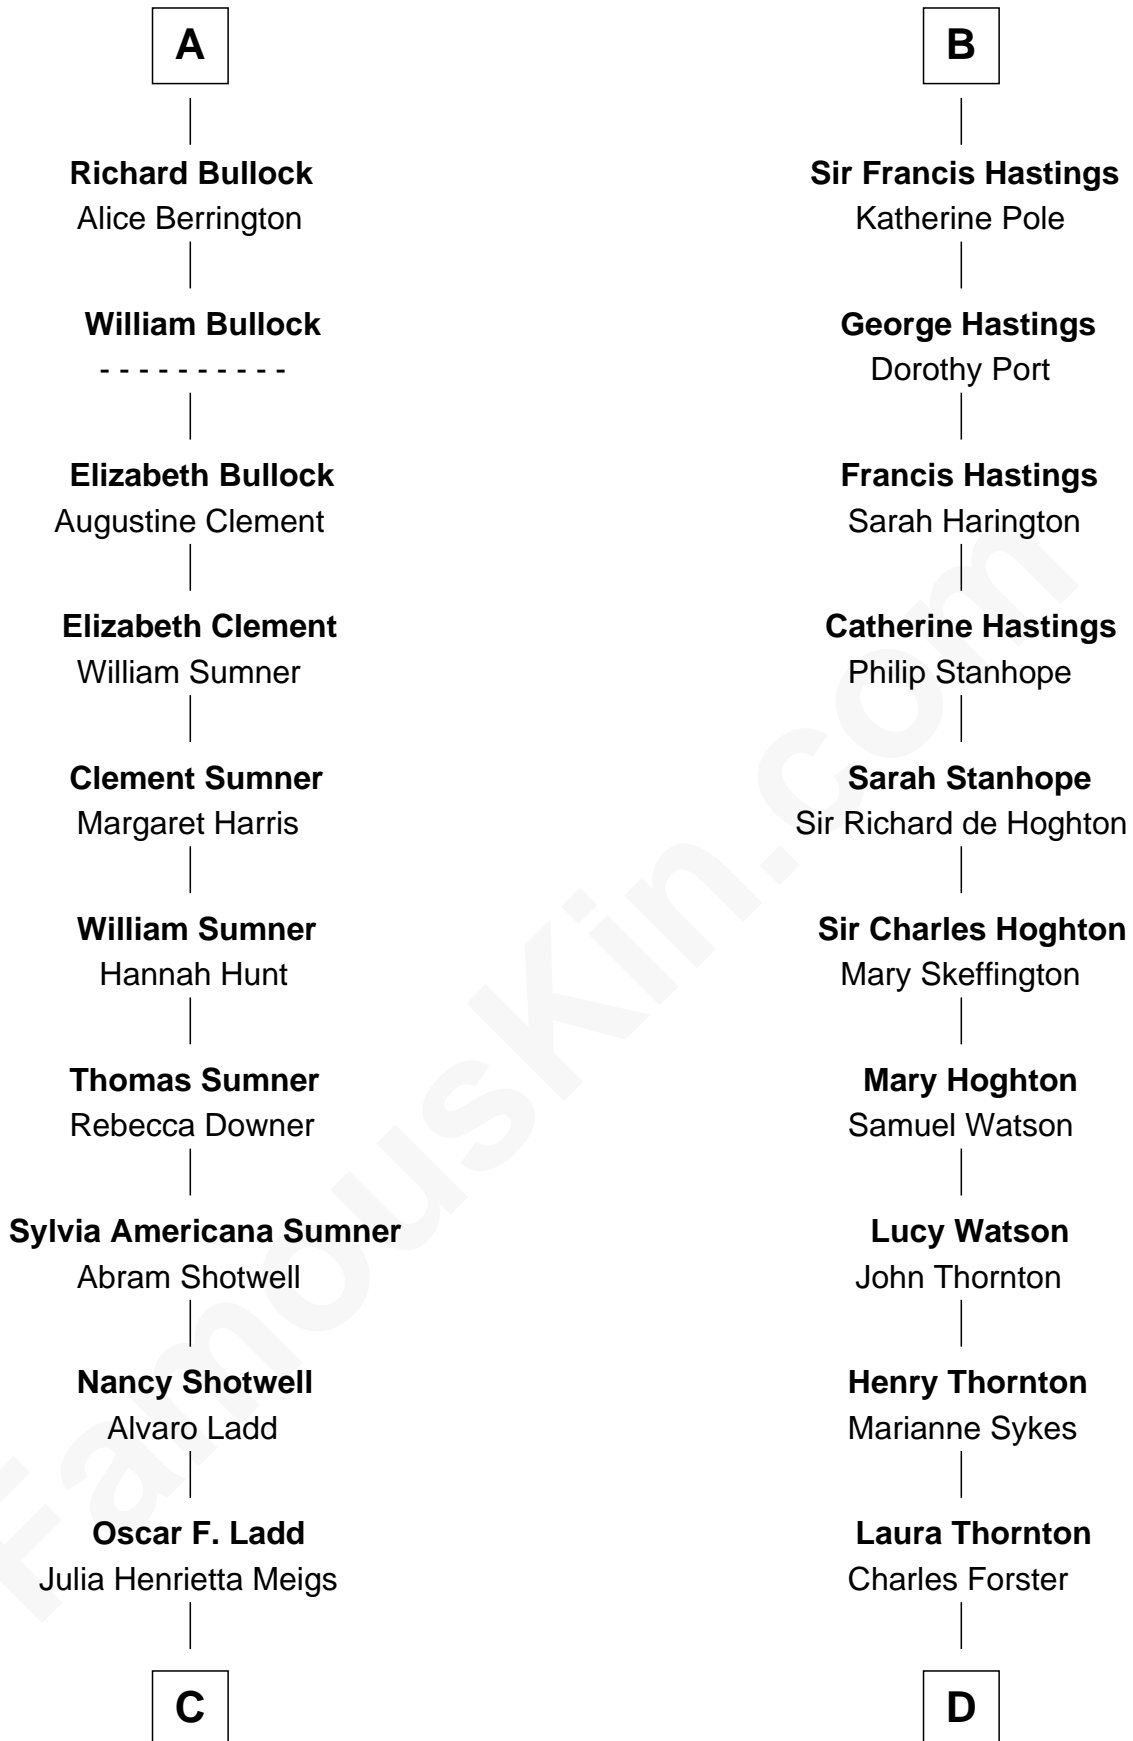 A
Richard Bullock
Alice Berrington
William Bullock
- - - - - - - - - -
Elizabeth Bullock
Augustine Clement
Elizabeth Clement
William Sumner
Clement Sumner
Margaret Harris
William Sumner
Hannah Hunt
Thomas Sumner
Rebecca Downer
Sylvia Americana Sumner
Abram Shotwell
Nancy Shotwell
Alvaro Ladd
Oscar F. Ladd
Julia Henrietta Meigs
C
B
Sir Francis Hastings
Katherine Pole
George Hastings
Dorothy Port
Francis Hastings
Sarah Harington
Catherine Hastings
Philip Stanhope
Sarah Stanhope
Sir Richard de Hoghton
Sir Charles Hoghton
Mary Skeffington
Mary Hoghton
Samuel Watson
Lucy Watson
John Thornton
Henry Thornton
Marianne Sykes
Laura Thornton
Charles Forster
D
FamousKin.com